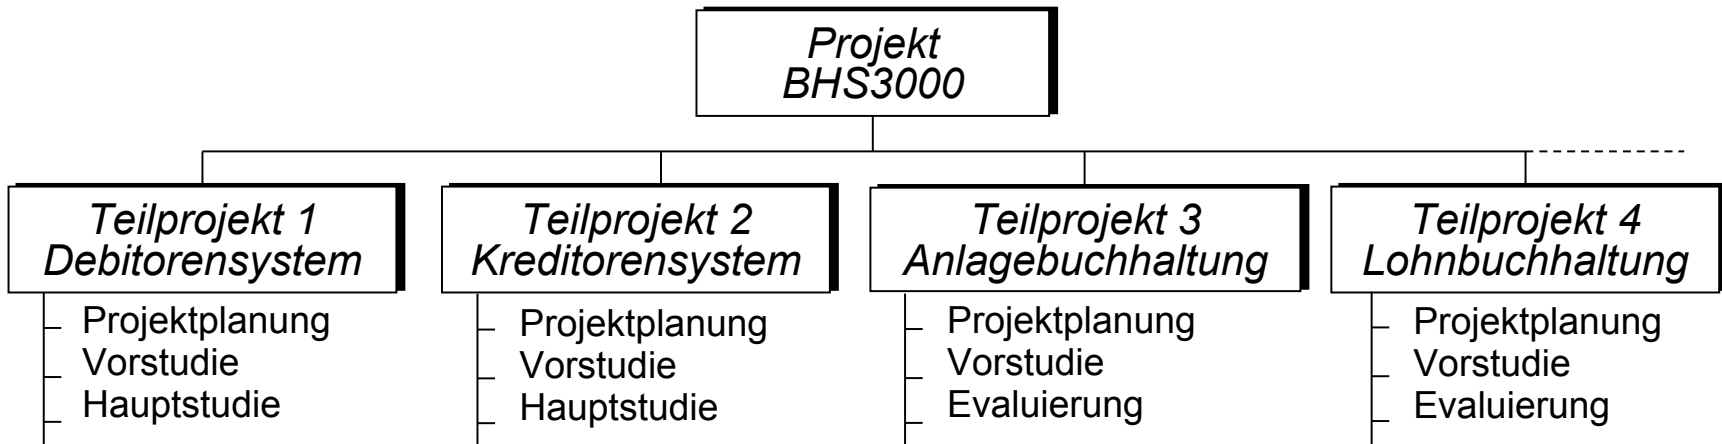 Projekt
BHS3000
Teilprojekt 1
Debitorensystem
Projektplanung
Vorstudie
Hauptstudie
Teilprojekt 2
Kreditorensystem
Projektplanung
Vorstudie
Hauptstudie
Teilprojekt 3
Anlagebuchhaltung
Projektplanung
Vorstudie
Evaluierung
Teilprojekt 4
Lohnbuchhaltung
Projektplanung
Vorstudie
Evaluierung